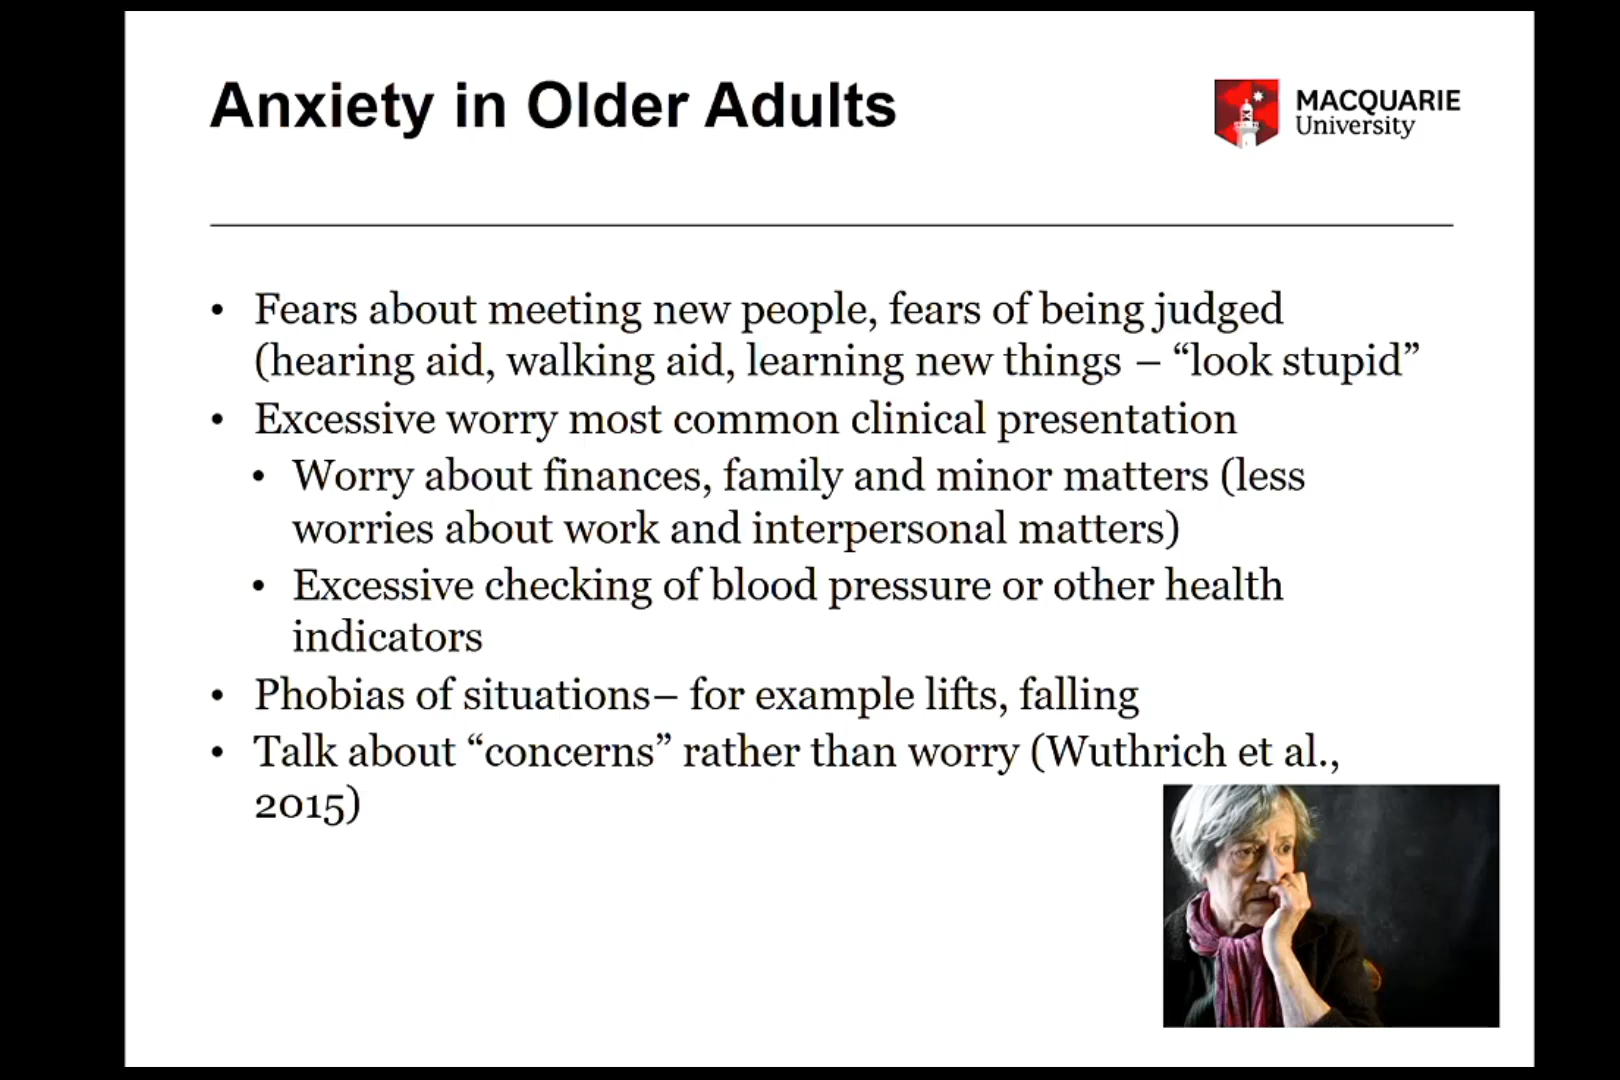 Anxiety in Older Adults
MACQUARIE
University
• Fears about meeting new people, fears of being judged
(hearing aid, walking aid, learning new things – “look stupid”
• Excessive worry most common clinical presentation
• Worry about finances, family and minor matters (less
worries about work and interpersonal matters)
• Excessive checking of blood pressure or other health
indicators
• Phobias of situations– for example lifts, falling
• Talk about “concerns” rather than worry (Wuthrich et al.,
2015)